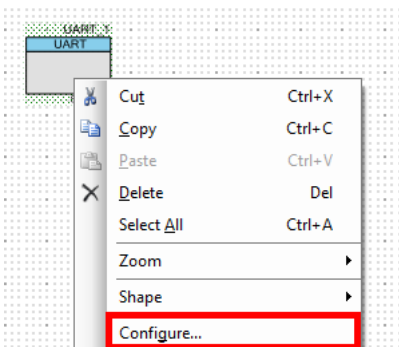 UART_1
UART
Cut Ctrl+X
Copy Ctrl+C
Paste Ctrl+V
Delete Del
Select All Ctrl+A
Zoom
Shape
Configure...